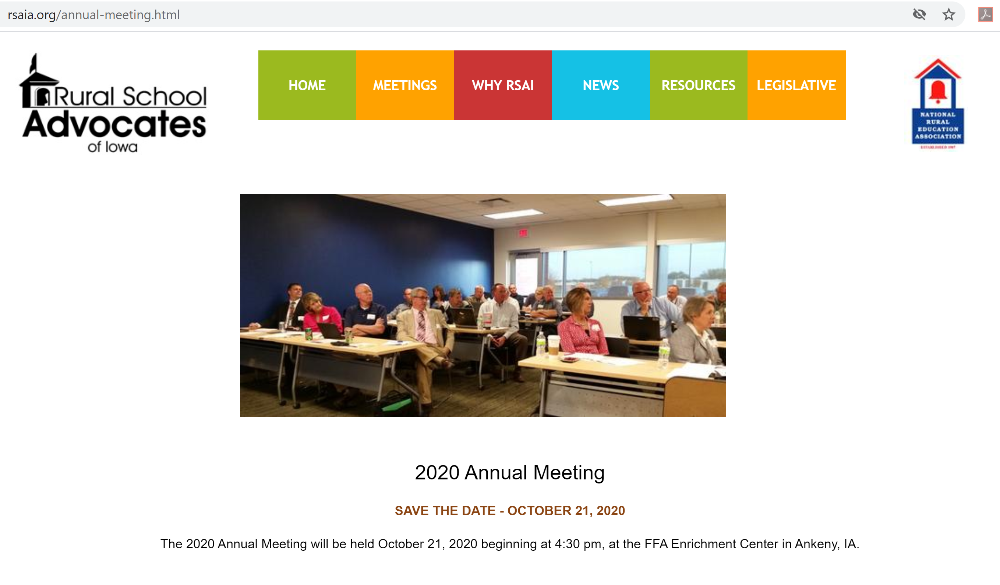 rsaia.org/annual-meeting.html
Rural School
Advocates
of Iowa
HOME
MEETINGS
WHY RSAI
NEWS
RESOURCES
LEGISLATIVE
NATIONAL
RURAL
EDUCATION
ASSOCIATION
ESTABLISHED 1907
2020 Annual Meeting
SAVE THE DATE - OCTOBER 21, 2020
The 2020 Annual Meeting will be held October 21, 2020 beginning at 4:30 pm, at the FFA Enrichment Center in Ankeny, IA.